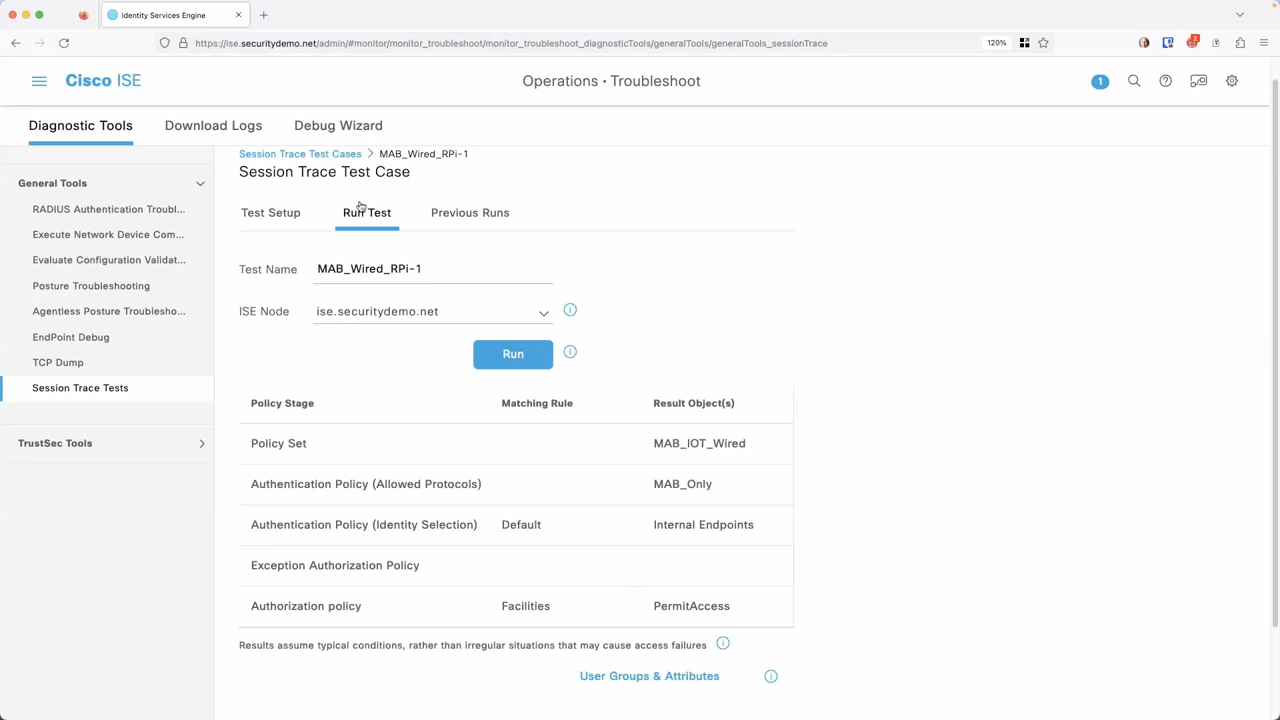 Identity Services Engine
https://ise.securitydemo.net/admin/#monitor/monitor_troubleshoot/monitor_troubleshoot_diagnosticTools/generalTools/generalTools_sessionTrace
120%
2
Cisco ISE
Operations · Troubleshoot
1
Diagnostic Tools
Download Logs
Debug Wizard
General Tools
RADIUS Authentication Troubl...
Execute Network Device Com...
Evaluate Configuration Validat...
Posture Troubleshooting
Agentless Posture Troublesho...
EndPoint Debug
TCP Dump
Session Trace Tests
TrustSec Tools
Session Trace Test Cases > MAB_Wired_RPi-1
Session Trace Test Case
Test Setup
Run Test
Previous Runs
Test Name MAB_Wired_RPi-1
ISE Node ise.securitydemo.net
Run
Policy Stage Matching Rule Result Object(s)
Policy Set MAB_IOT_Wired
Authentication Policy (Allowed Protocols) MAB_Only
Authentication Policy (Identity Selection) Default Internal Endpoints
Exception Authorization Policy
Authorization policy Facilities PermitAccess
Results assume typical conditions, rather than irregular situations that may cause access failures
User Groups & Attributes